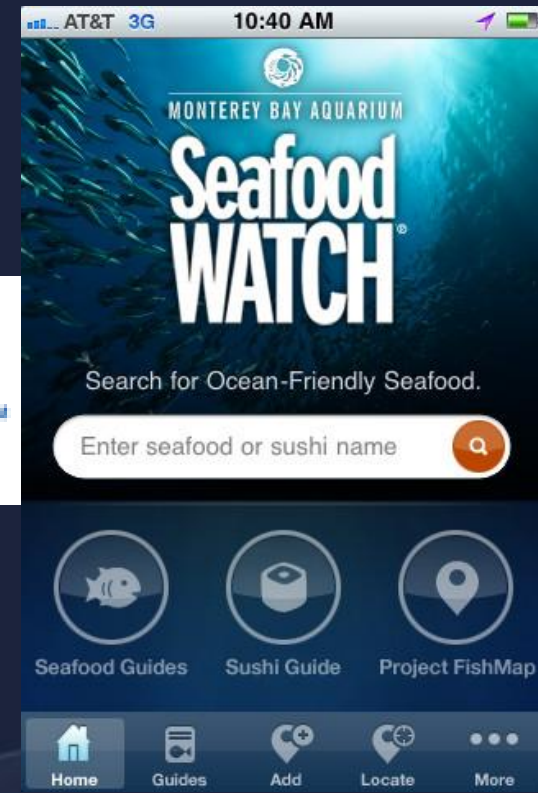 AT&T 3G 10:40 AM
MONTEREY BAY AQUARIUM
Seafood
WATCH®
Search for Ocean-Friendly Seafood.
Enter seafood or sushi name
Seafood Guides Sushi Guide Project FishMap
Home Guides Add Locate More